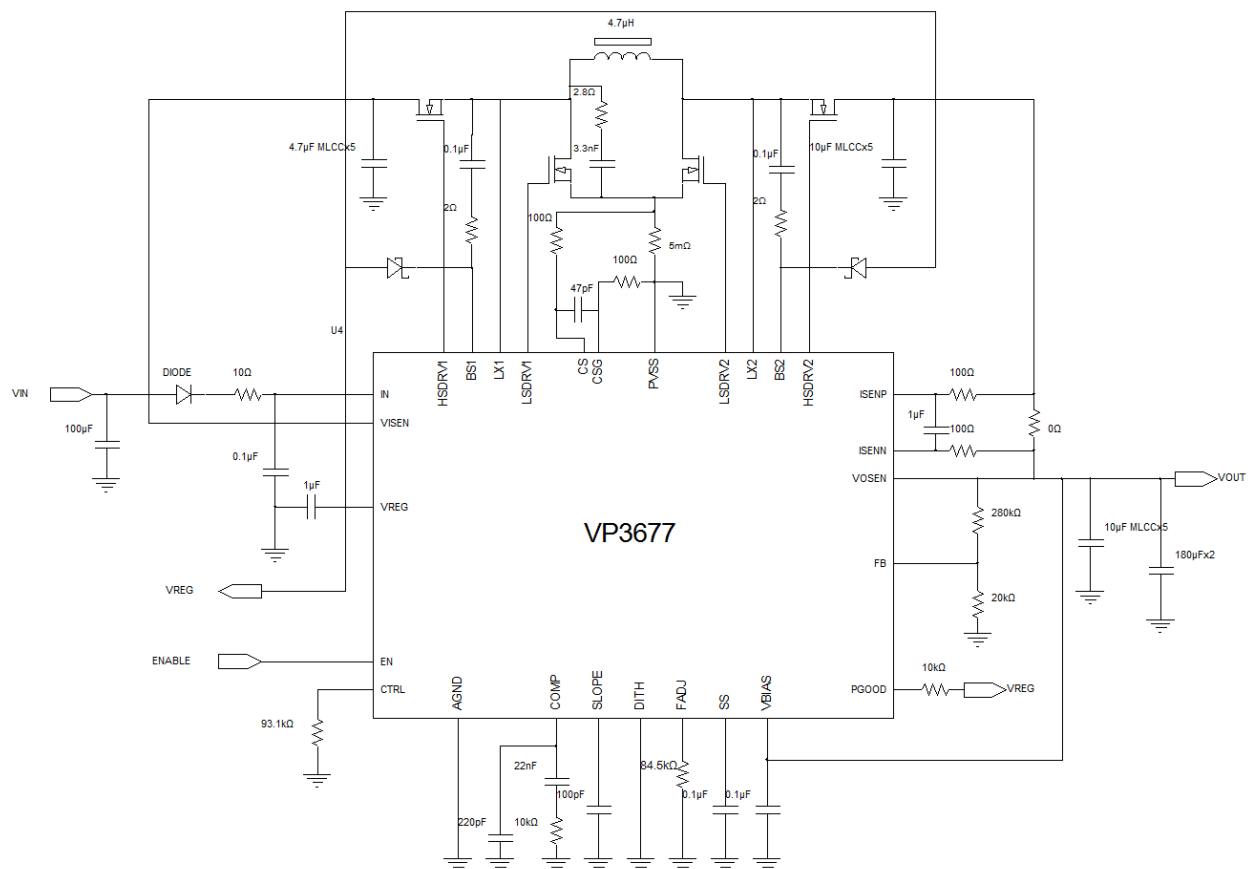 4.7µH
2.8Ω
4.7µF MLCCx5
0.1µF
3.3nF
0.1µF
10µF MLCCx5
2Ω
100Ω
2Ω
5mΩ
100Ω
47pF
U4
HSDRV1
BS1
LX1
LSDRV1
CS
CSG
PVSS
LSDRV2
LX2
BS2
HSDRV2
VIN
DIODE
10Ω
IN
ISENP
100Ω
100µF
VISEN
1µF
100Ω
0Ω
0.1µF
ISENN
1µF
VOSEN
VOUT
VREG
280kΩ
10µF MLCCx5
VP3677
180µFx2
FB
VREG
20kΩ
ENABLE
EN
10kΩ
CTRL
PGOOD
VREG
AGND
COMP
SLOPE
DITH
FADJ
SS
VBIAS
93.1kΩ
22nF
84.5kΩ
100pF
0.1µF
0.1µF
220pF
10kΩ